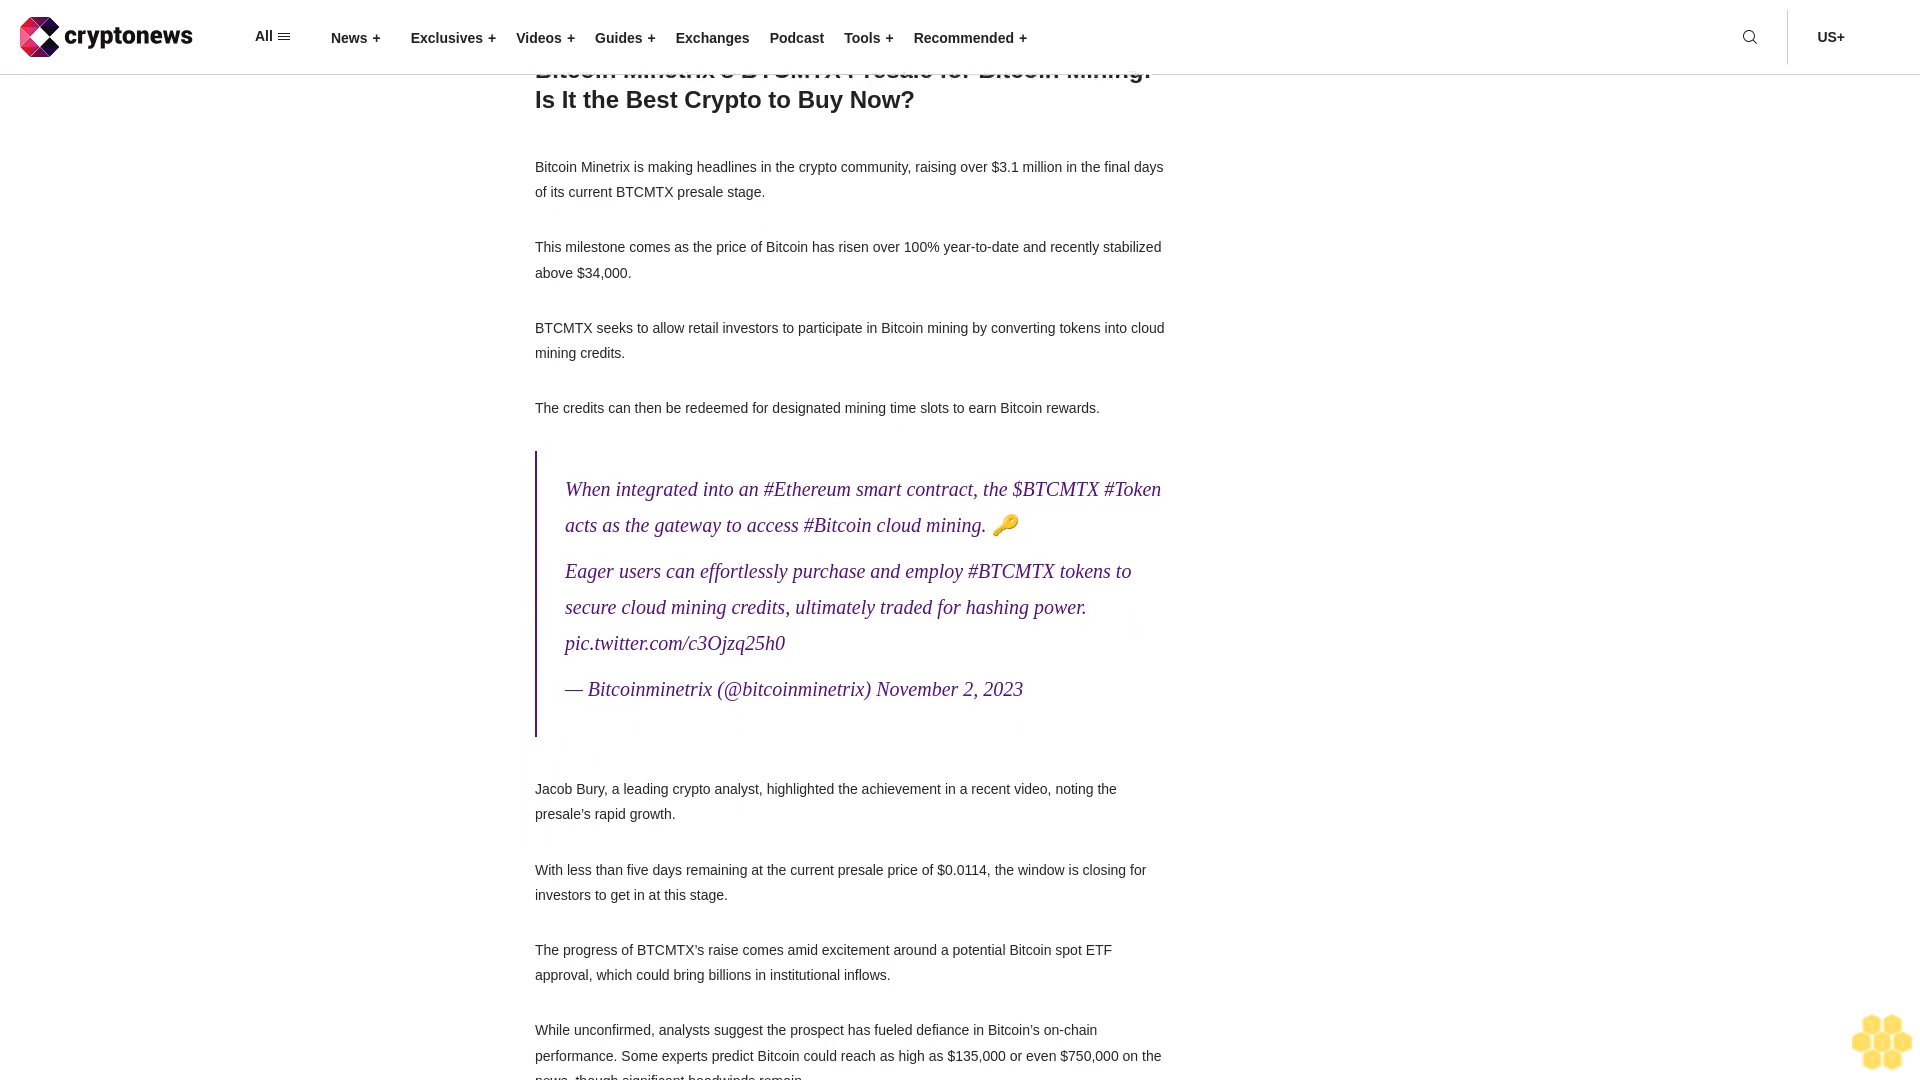 cryptonews
All
News +
Exclusives +
Videos +
Guides +
Exchanges
Podcast
Tools +
Recommended +
US+
Bitcoin Minetrix's BTCMTX Presale for Bitcoin Mining:
Is It the Best Crypto to Buy Now?
Bitcoin Minetrix is making headlines in the crypto community, raising over $3.1 million in the final days
of its current BTCMTX presale stage.
This milestone comes as the price of Bitcoin has risen over 100% year-to-date and recently stabilized
above $34,000.
BTCMTX seeks to allow retail investors to participate in Bitcoin mining by converting tokens into cloud
mining credits.
The credits can then be redeemed for designated mining time slots to earn Bitcoin rewards.
When integrated into an #Ethereum smart contract, the $BTCMTX #Token
acts as the gateway to access #Bitcoin cloud mining. 🔑
Eager users can effortlessly purchase and employ #BTCMTX tokens to
secure cloud mining credits, ultimately traded for hashing power.
pic.twitter.com/c3Ojzq25h0
— Bitcoinminetrix (@bitcoinminetrix) November 2, 2023
Jacob Bury, a leading crypto analyst, highlighted the achievement in a recent video, noting the
presale’s rapid growth.
With less than five days remaining at the current presale price of $0.0114, the window is closing for
investors to get in at this stage.
The progress of BTCMTX’s raise comes amid excitement around a potential Bitcoin spot ETF
approval, which could bring billions in institutional inflows.
While unconfirmed, analysts suggest the prospect has fueled defiance in Bitcoin’s on-chain
performance. Some experts predict Bitcoin could reach as high as $135,000 or even $750,000 on the
news, though significant headwinds remain.